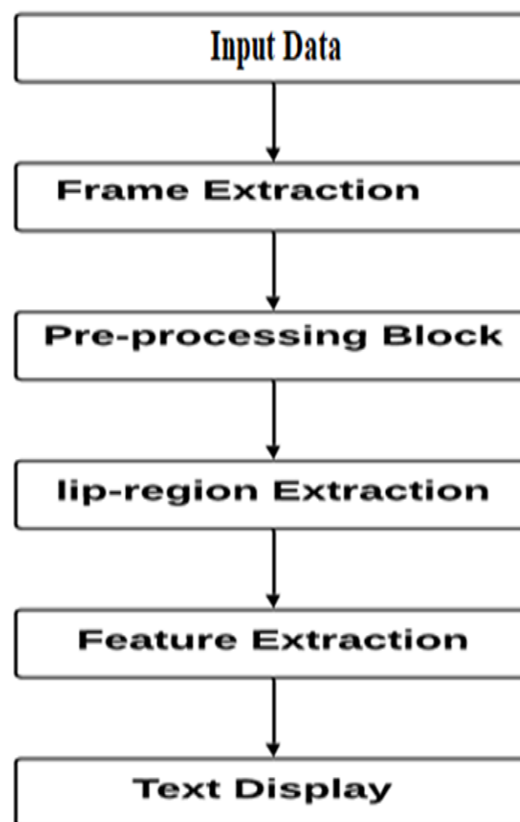 Input Data
Frame Extraction
Pre-processing Block
lip-region Extraction
Feature Extraction
Text Display